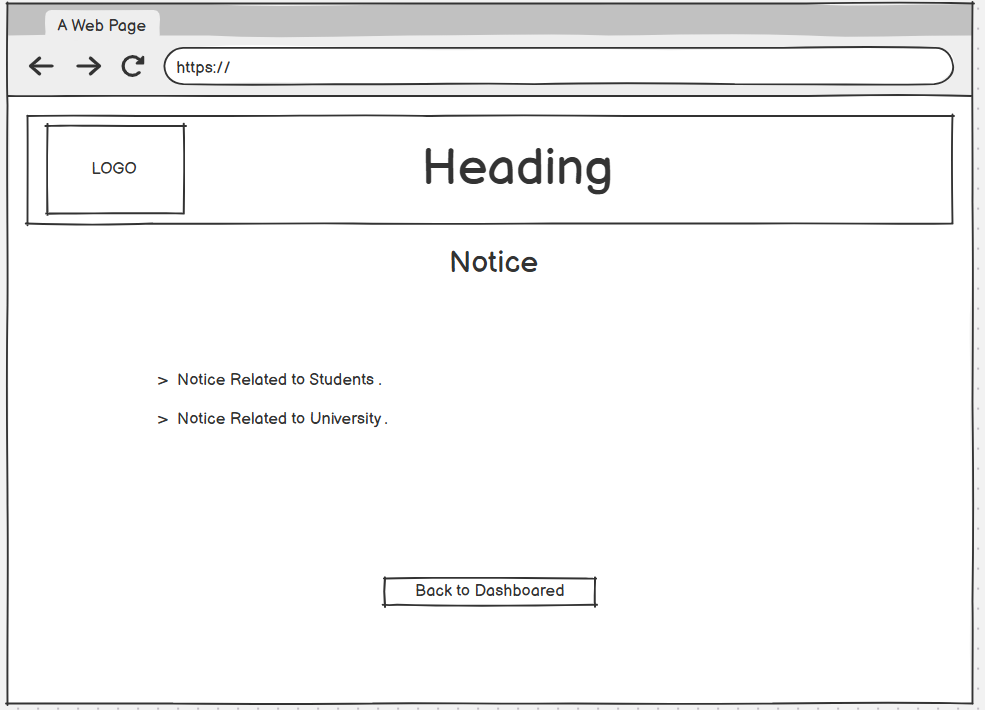 A Web Page
https://
LOGO
Heading
Notice
> Notice Related to Students .
> Notice Related to University .
Back to Dashboared